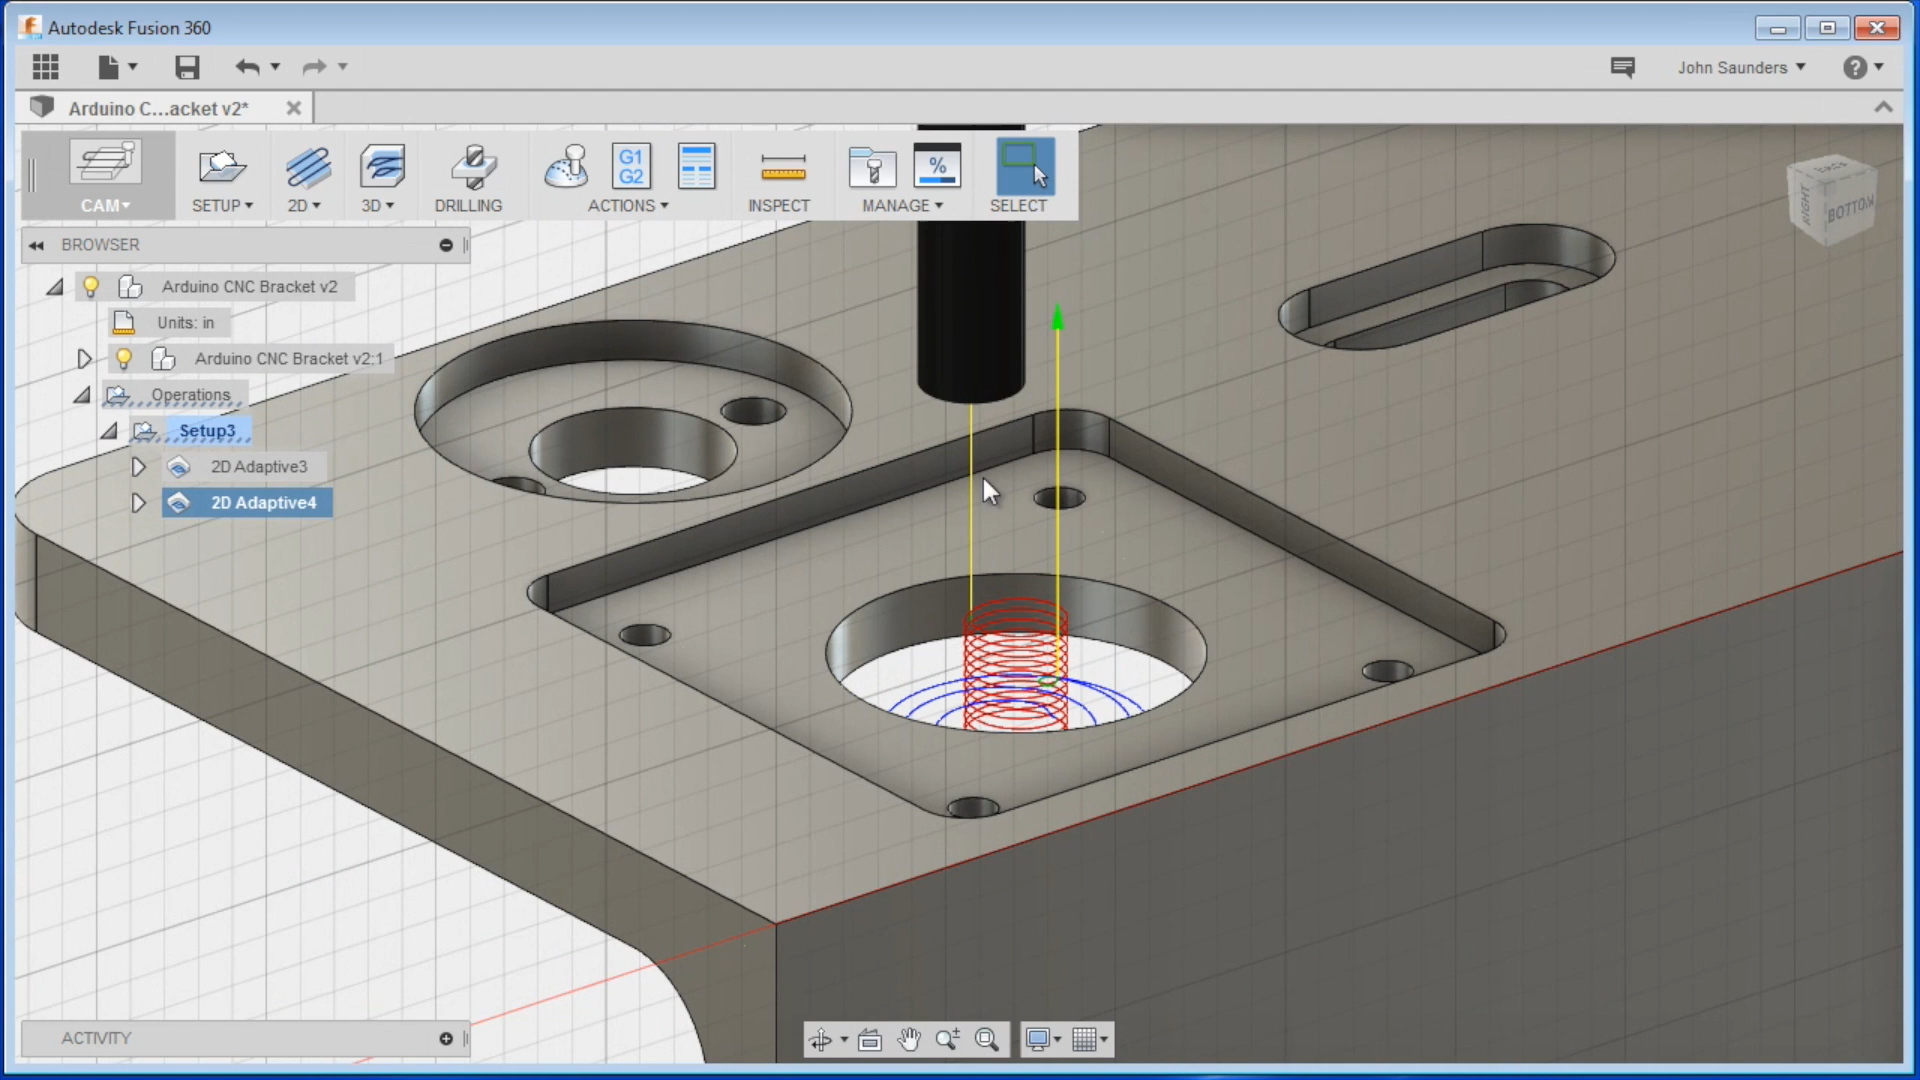 Autodesk Fusion 360
John Saunders
?
Arduino C...acket v2*
G1
G2
%
CAM
SETUP
2D
3D
DRILLING
ACTIONS
INSPECT
MANAGE
SELECT
BACK
RIGHT
BOTTOM
BROWSER
Arduino CNC Bracket v2
Units: in
Arduino CNC Bracket v2:1
Operations
Setup3
2D Adaptive3
2D Adaptive4
ACTIVITY